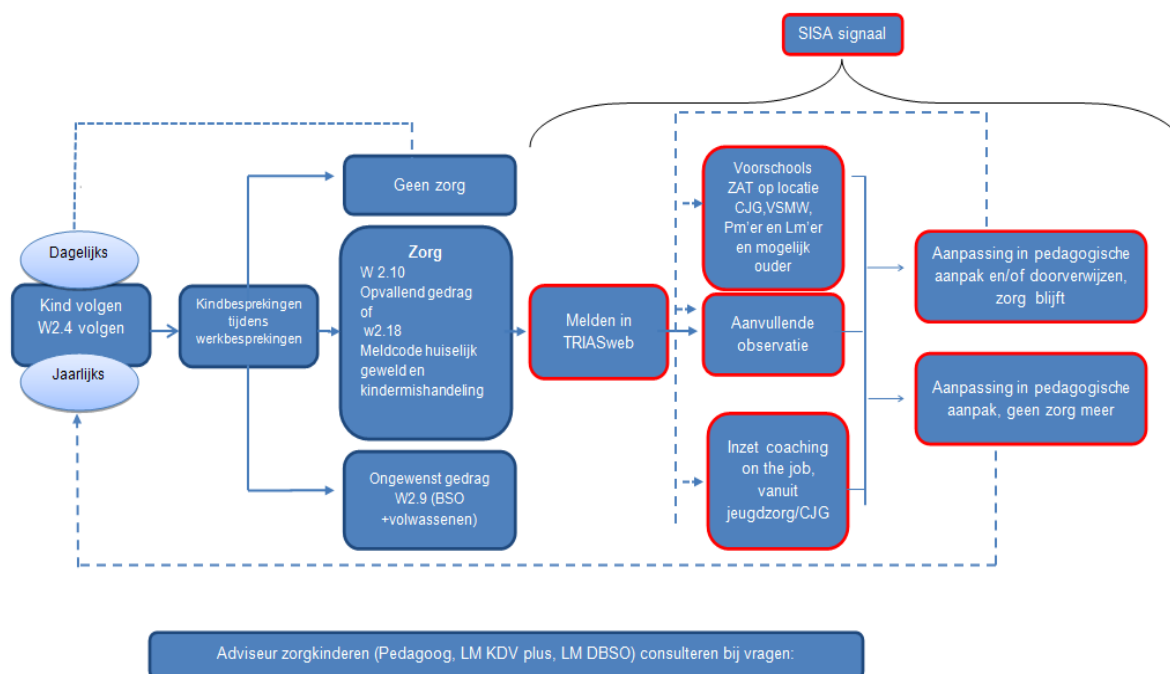 SISA signaal
Dagelijks
Kind volgen
W2.4 volgen
Jaarlijks
Kindbesprekingen
tijdens
werkbesprekingen
Geen zorg
Zorg
W 2.10
Opvallend gedrag
of
w2.18
Meldcode huiselijk
geweld en
kindermishandeling
Ongewenst gedrag
W2.9 (BSO
+volwassenen)
Melden in
TRIASweb
Voorschools
ZAT op locatie
CJG,VSMW,
Pm'er en Lm'er
en mogelijk
ouder
Aanvullende
observatie
Inzet coaching
on the job,
vanuit
jeugdzorg/CJG
Aanpassing in pedagogische
aanpak en/of doorverwijzen,
zorg blijft
Aanpassing in pedagogische
aanpak, geen zorg meer
Adviseur zorgkinderen (Pedagoog, LM KDV plus, LM DBSO) consulteren bij vragen: